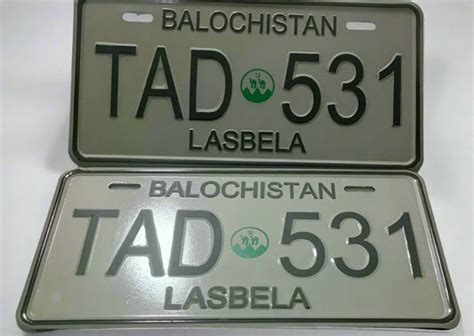 BALOCHISTAN
TAD 531
LASBELA
BALOCHISTAN
TAD 531
LASBELA